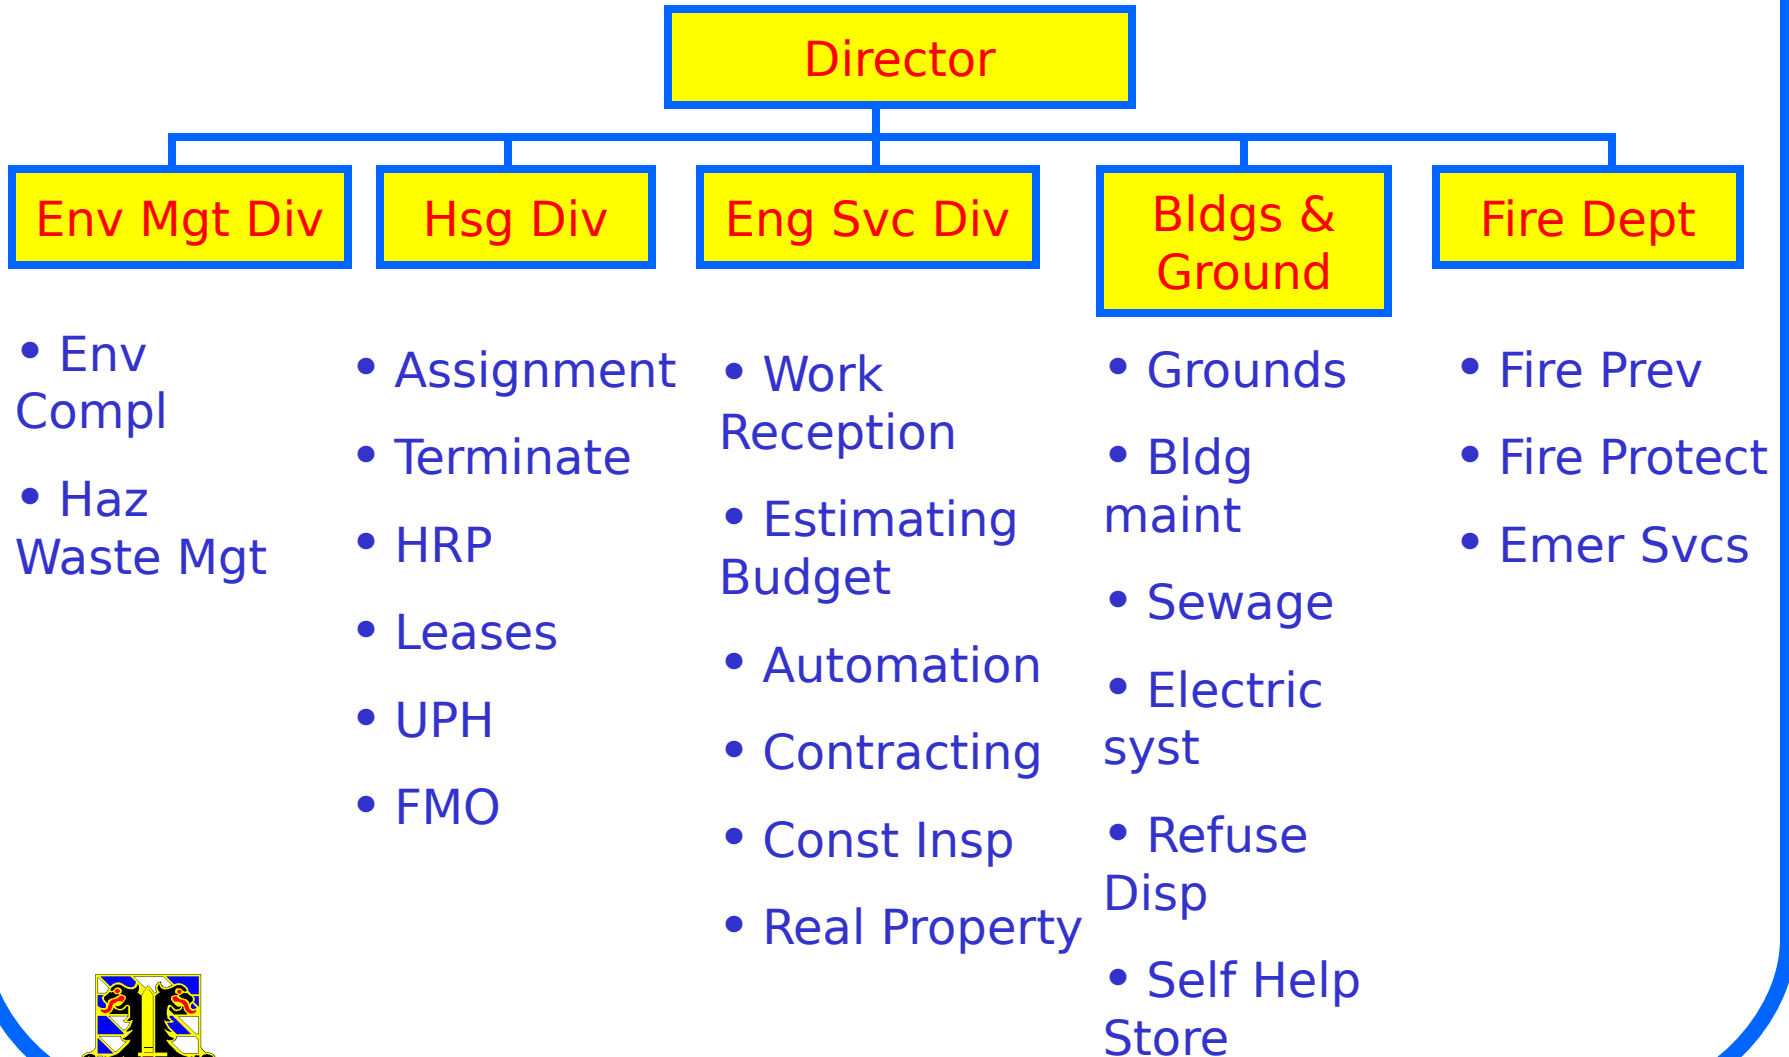 Director
Env Mgt Div
Hsg Div
Eng Svc Div
Bldgs &
Ground
Fire Dept
• Env
Compl
• Haz
Waste Mgt
• Assignment
• Terminate
• HRP
• Leases
• UPH
• FMO
• Work
Reception
• Estimating
Budget
• Automation
• Contracting
• Const Insp
• Real Property
• Grounds
• Bldg
maint
• Sewage
• Electric
syst
• Refuse
Disp
• Self Help
Store
• Fire Prev
• Fire Protect
• Emer Svcs